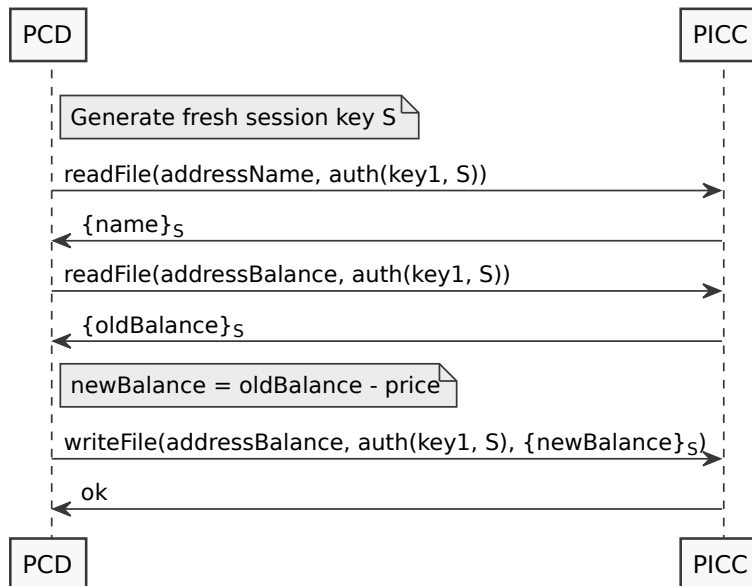 PCD PICC
Generate fresh session key S
readFile(addressName, auth(key1, S))
{name}S
readFile(addressBalance, auth(key1, S))
{oldBalance}S
newBalance = oldBalance - price
writeFile(addressBalance, auth(key1, S), {newBalance}S)
ok
PCD PICC